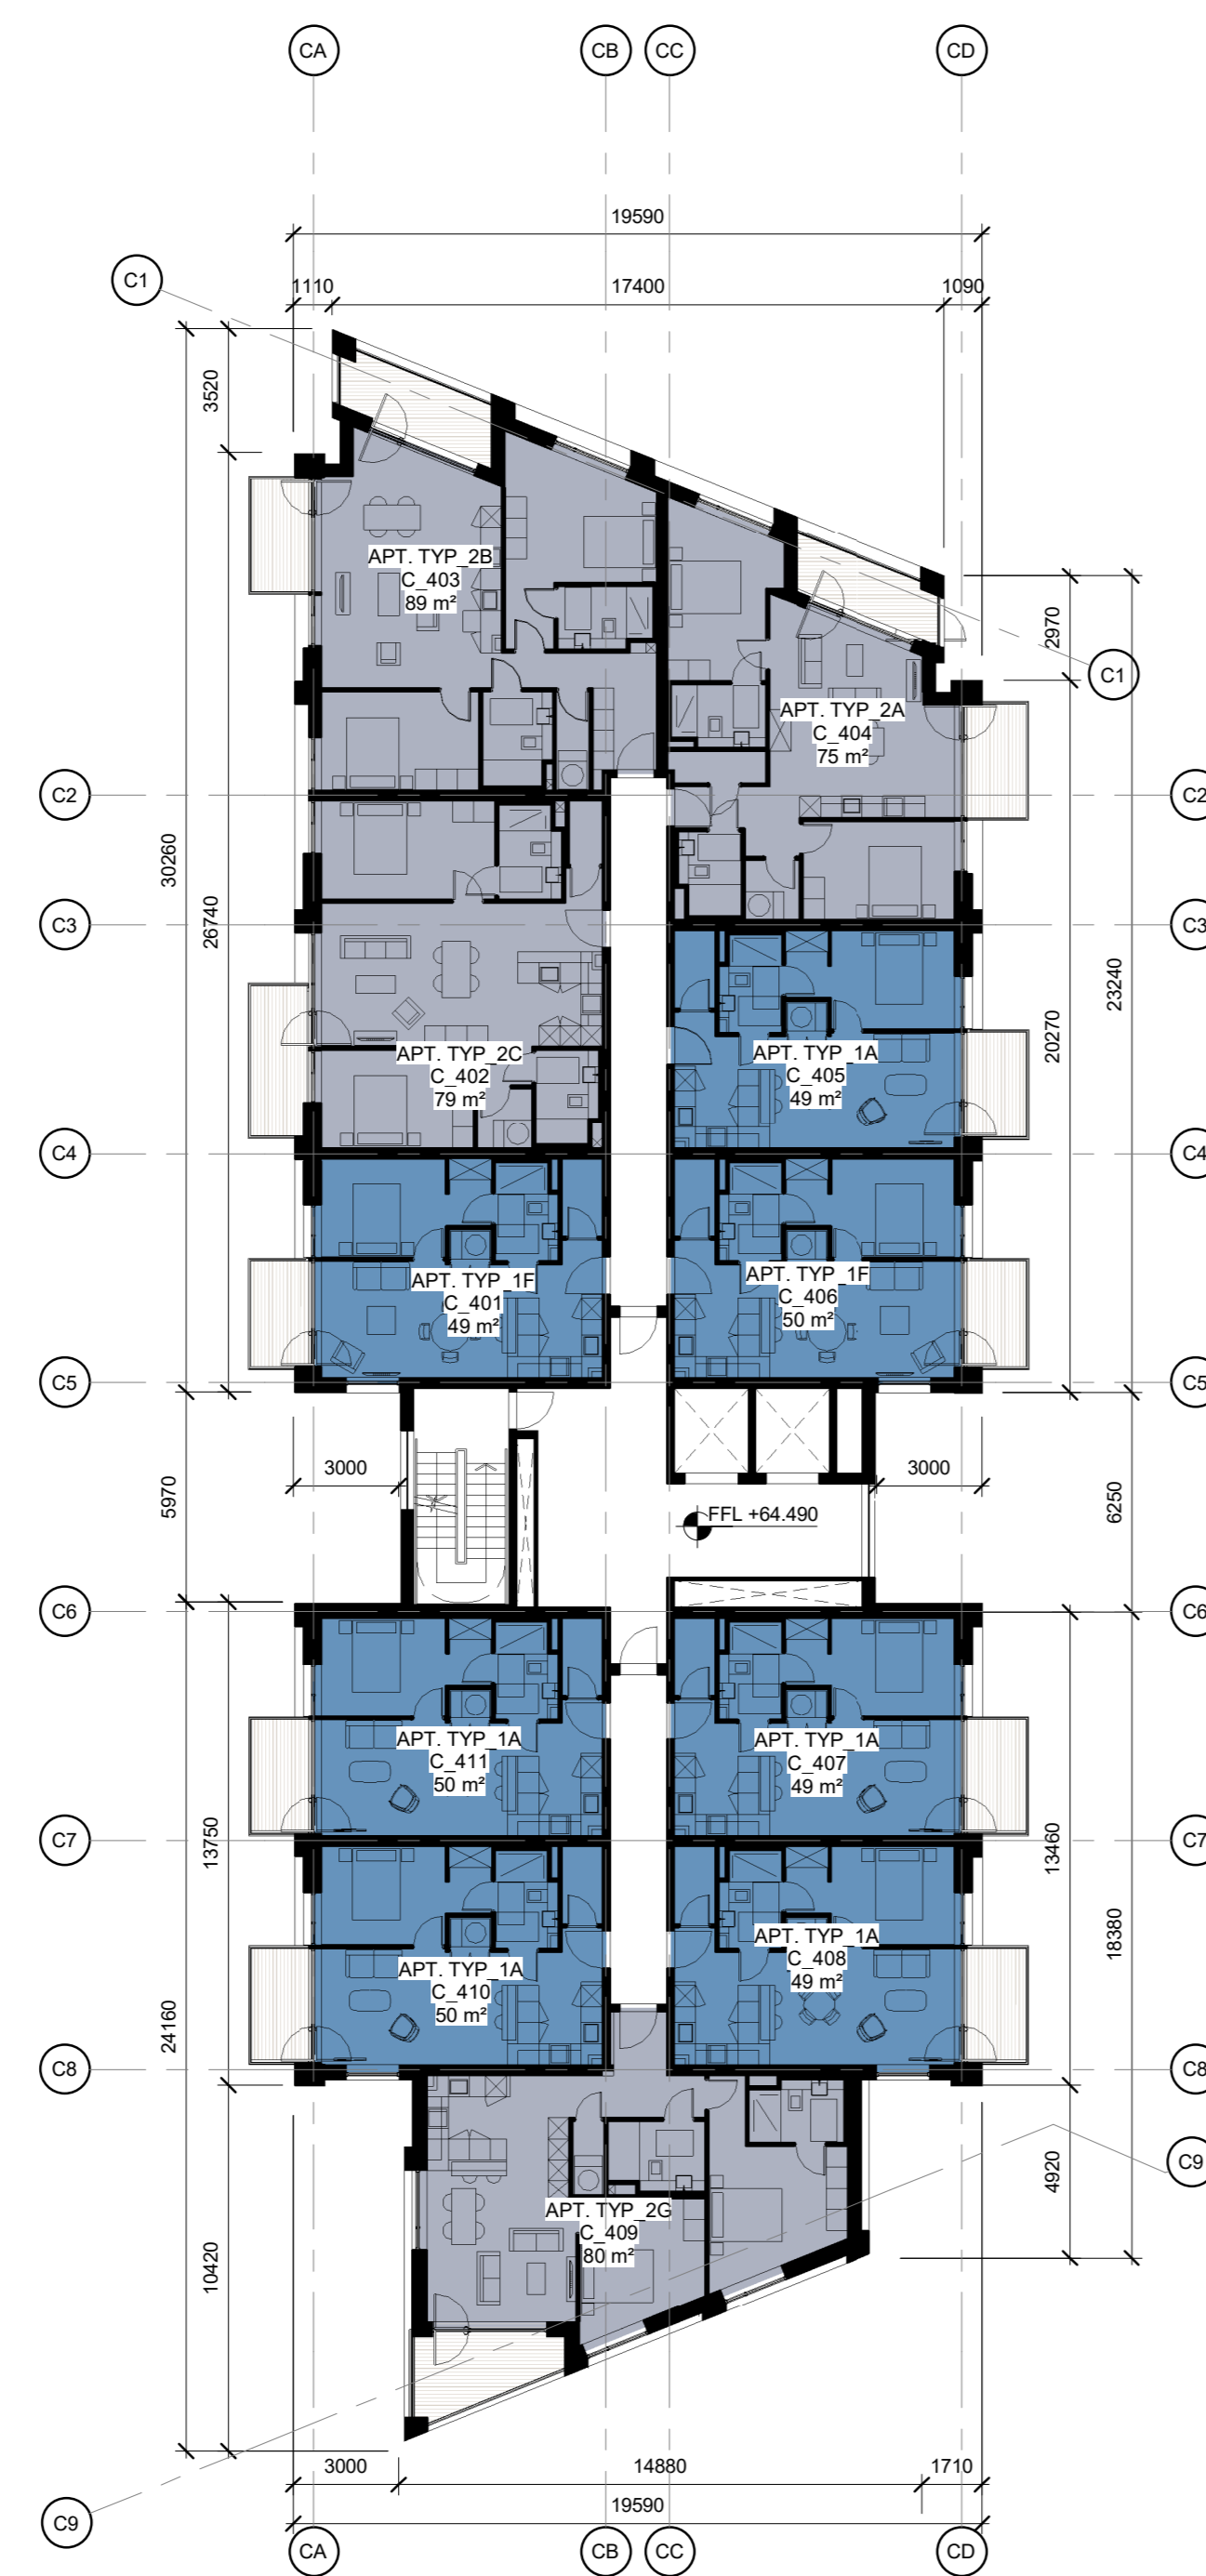 CA
CB
CC
CD
19590
C1
1110
17400
1090
3520
2970
APT. TYP_2B
C_403
89 m²
C1
APT. TYP_2A
C_404
75 m²
C2
C2
30260
26740
C3
C3
23240
20270
APT. TYP_2C
C_402
79 m²
APT. TYP_1A
C_405
49 m²
C4
C4
APT. TYP_1F
C_401
49 m²
APT. TYP_1F
C_406
50 m²
C5
C5
3000
3000
5970
6250
FFL +64.490
C6
C6
APT. TYP_1A
C_411
50 m²
APT. TYP_1A
C_407
49 m²
C7
C7
13750
13460
18380
APT. TYP_1A
C_410
50 m²
APT. TYP_1A
C_408
49 m²
24160
C8
C8
4920
C9
APT. TYP_2G
C_409
80 m²
10420
3000
14880
1710
19590
C9
CA
CB
CC
CD